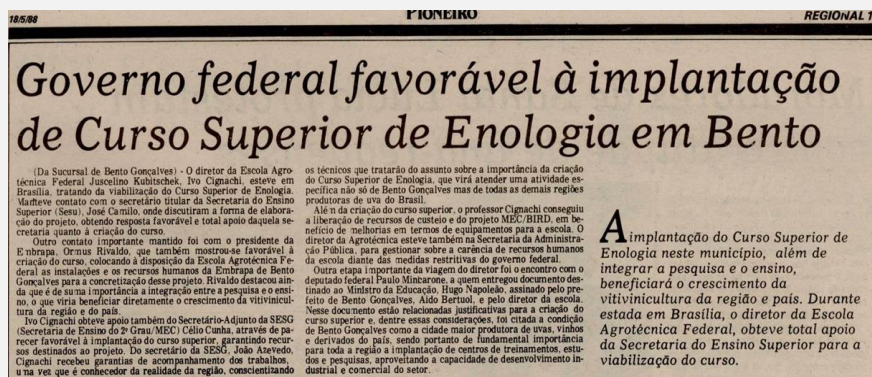 18/5/88
PIONEIRO
REGIONAL 1
Governo federal favorável à implantação
de Curso Superior de Enologia em Bento
(Da Sucursal de Bento Gonçalves) - O diretor da Escola Agro-
técnica Federal Juscelino Kubitschek, Ivo Cignachi, esteve em
Brasília, tratando da viabilização do Curso Superior de Enologia.
Manteve contato com o secretário titular da Secretaria do Ensino
Superior (Sesu), José Camilo, onde discutiram a forma de elabora-
ção do projeto, obtendo resposta favorável e total apoio daquela se-
cretaria quanto à criação do curso.
Outro contato importante mantido foi com o presidente da
Embrapa, Ormus Rivaldo, que também mostrou-se favorável à
criação do curso, colocando à disposição da Escola Agrotécnica Fe-
deral as instalações e os recursos humanos da Embrapa de Bento
Gonçalves para a concretização desse projeto. Rivaldo destacou ain-
da que é de suma importância a integração entre a pesquisa e o ensi-
no, o que viria beneficiar diretamente o crescimento da vitivinicul-
tura da região e do país.
Ivo Cignachi obteve apoio também do Secretário-Adjunto da SESG
(Secretaria de Ensino do 2º Grau/MEC) Célio Cunha, através de pa-
recer favorável à implantação do curso superior, garantindo recur-
sos destinados ao projeto. Do secretário da SESG, João Azevedo,
Cignachi recebeu garantias de acompanhamento dos trabalhos,
uma vez que é conhecedor da realidade da região, conscientizando
os técnicos que tratarão do assunto sobre a importância da criação
do Curso Superior de Enologia, que virá atender uma atividade es-
pecífica não só de Bento Gonçalves mas de todas as demais regiões
produtoras de uva do Brasil.
Além da criação do curso superior, o professor Cignachi conseguiu
a liberação de recursos de custeio e do projeto MEC/BIRD, em be-
nefício de melhorias em termos de equipamentos para a escola. O
diretor da Agrotécnica esteve também na Secretaria da Administra-
ção Pública, para gestionar sobre a carência de recursos humanos
da escola diante das medidas restritivas do governo federal.
Outra etapa importante da viagem do diretor foi o encontro com o
deputado federal Paulo Mincarone, a quem entregou documento des-
tinado ao Ministro da Educação, Hugo Napoleão, assinado pelo pre-
feito de Bento Gonçalves, Aido Bertuol, e pelo diretor da escola.
Nesse documento estão relacionadas justificativas para a criação do
curso superior e, dentre essas considerações, foi citada a condição
de Bento Gonçalves como a cidade maior produtora de uvas, vinhos
e derivados do país, sendo portanto de fundamental importância
para toda a região a implantação de centros de treinamentos, estu-
dos e pesquisas, aproveitando a capacidade de desenvolvimento in-
dustrial e comercial do setor.
A implantação do Curso Superior de
Enologia neste município, além de
integrar a pesquisa e o ensino,
beneficiará o crescimento da
vitivinicultura da região e país. Durante
estada em Brasília, o diretor da Escola
Agrotécnica Federal, obteve total apoio
da Secretaria do Ensino Superior para a
viabilização do curso.